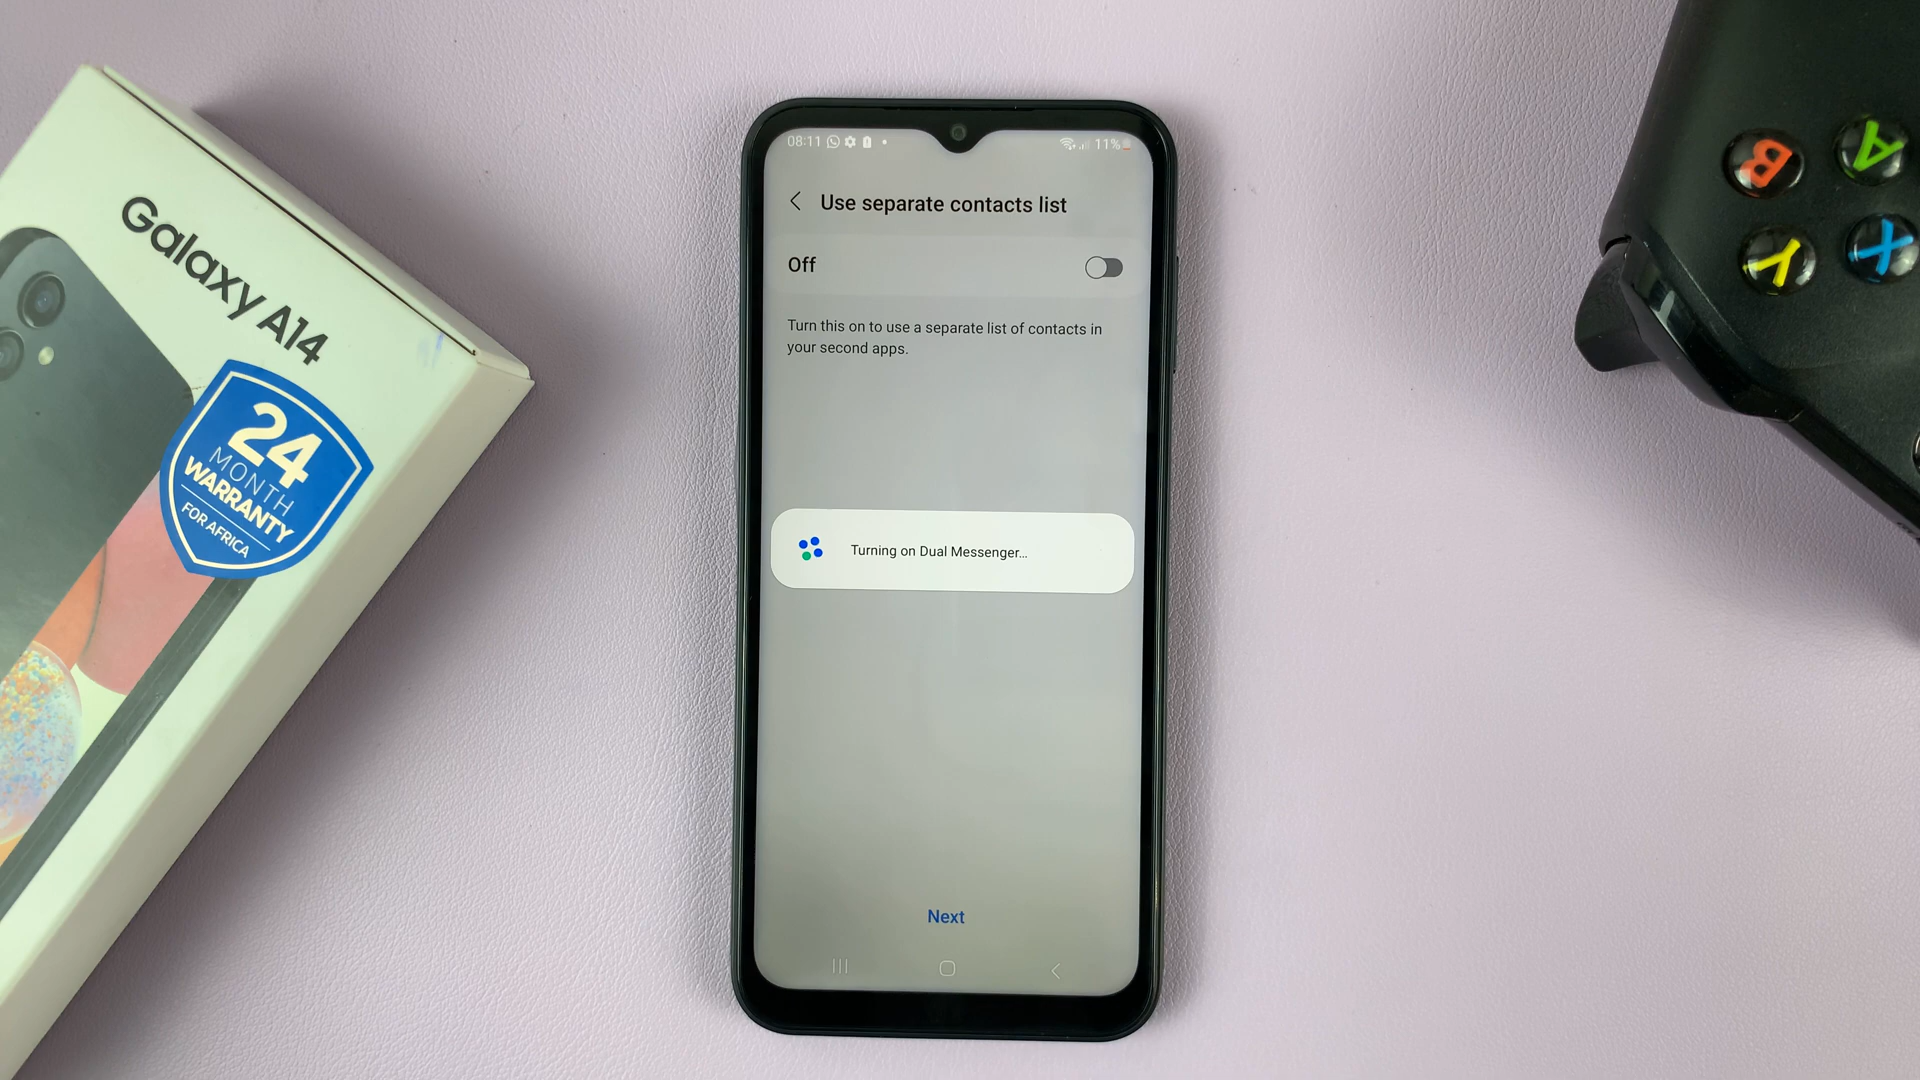 Galaxy A14
24
MONTH
WARRANTY
FOR AFRICA
08:11
11%
Use separate contacts list
Off
Turn this on to use a separate list of contacts in
your second apps.
Turning on Dual Messenger...
Next
B
A
Y
X